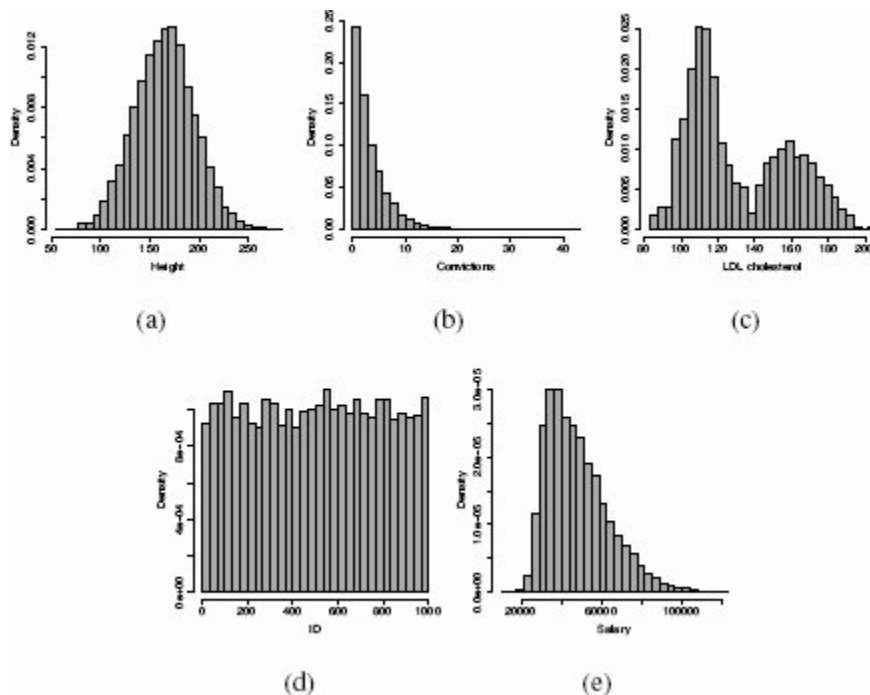 0.000 0.004 0.008 0.012
Density
50 100 150 200 250
Height
(a)
0.00 0.05 0.10 0.15 0.20 0.25
Density
0 10 20 30 40
Convictions
(b)
0.000 0.005 0.010 0.015 0.020 0.025
Density
80 100 120 140 160 180 200
LDL cholesterol
(c)
0e+00 4e-04 8e-04
Density
0 200 400 600 800 1000
ID
(d)
0.0e+00 1.0e-05 2.0e-05 3.0e-05
Density
20000 60000 100000
Salary
(e)